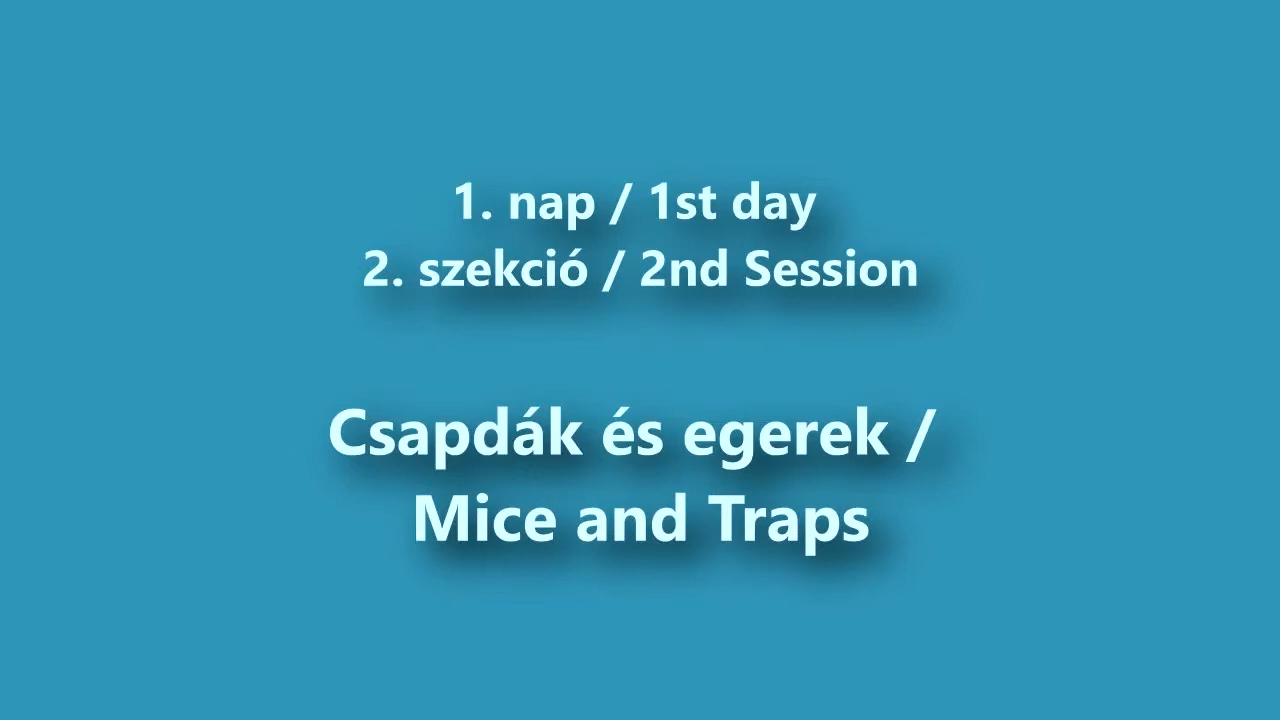 1. nap / 1st day
2. szekció / 2nd Session
Csapdák és egerek /
Mice and Traps